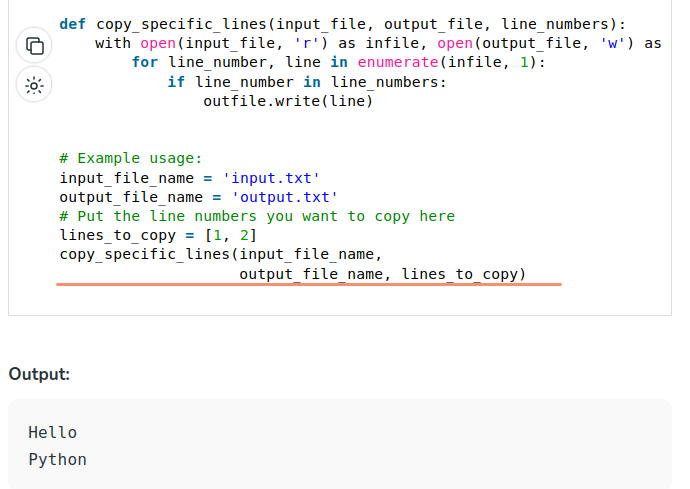 def copy_specific_lines(input_file, output_file, line_numbers):
    with open(input_file, 'r') as infile, open(output_file, 'w') as
        for line_number, line in enumerate(infile, 1):
            if line_number in line_numbers:
                outfile.write(line)
# Example usage:
input_file_name = 'input.txt'
output_file_name = 'output.txt'
# Put the line numbers you want to copy here
lines_to_copy = [1, 2]
copy_specific_lines(input_file_name,
                    output_file_name, lines_to_copy)
Output:
Hello
Python